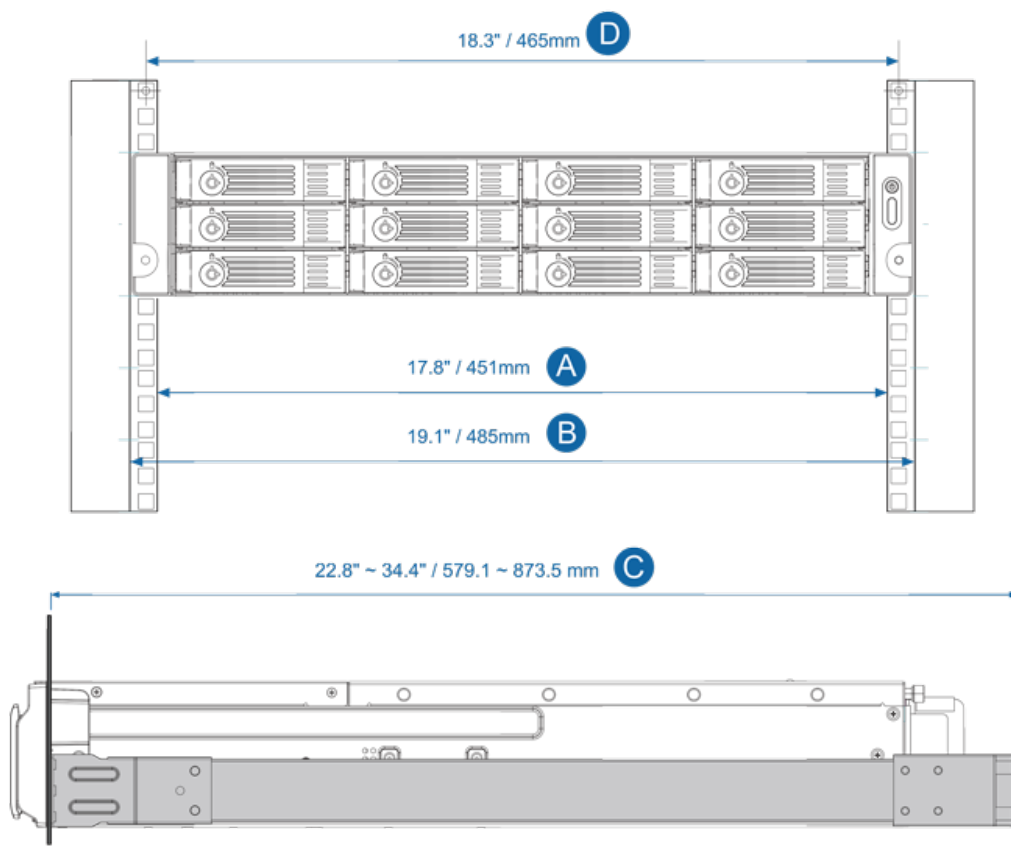 18.3" / 465mm D
17.8" / 451mm A
19.1" / 485mm B
22.8" ~ 34.4" / 579.1 ~ 873.5 mm C